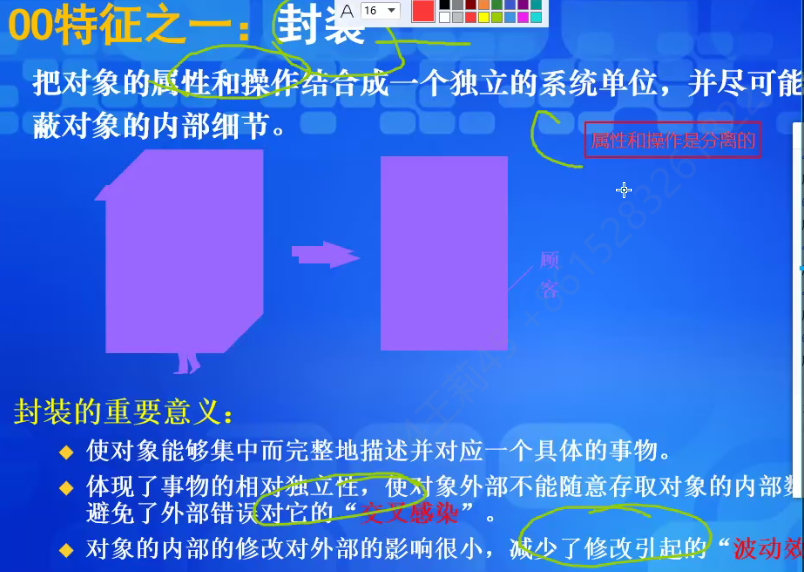 OO特征之一：封装
A 16
把对象的属性和操作结合成一个独立的系统单位，并尽可能
蔽对象的内部细节。
属性和操作是分离的
顾
客
封装的重要意义：
使对象能够集中而完整地描述并对应一个具体的事物。
体现了事物的相对独立性，使对象外部不能随意存取对象的内部数
避免了外部错误对它的“交叉感染”。
对象的内部的修改对外部的影响很小，减少了修改引起的“波动效